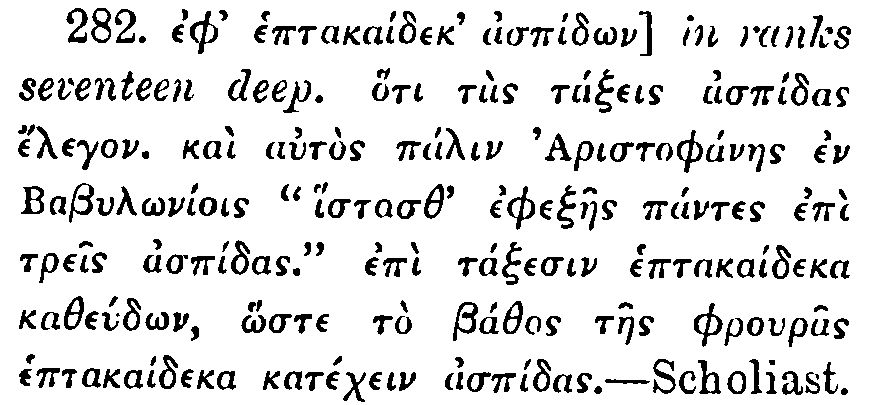 282. ἐφ’ ἑπτακαίδεκ’ ἀσπίδων] in ranks
seventeen deep. ὅτι τὰς τάξεις ἀσπίδας
ἔλεγον. καὶ αὐτὸς πάλιν Ἀριστοφάνης ἐν
Βαβυλωνίοις “ἵστασθ’ ἐφεξῆς πάντες ἐπὶ
τρεῖς ἀσπίδας.” ἐπὶ τάξεσιν ἑπτακαίδεκα
καθεύδων, ὥστε τὸ βάθος τῆς φρουρᾶς
ἑπτακαίδεκα κατέχειν ἀσπίδας.—Scholiast.